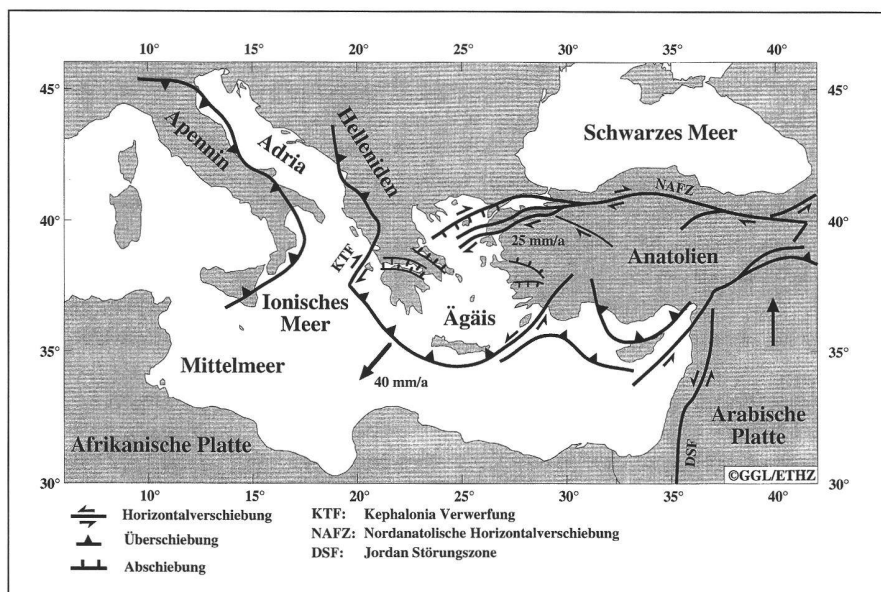 10° 15° 20° 25° 30° 35° 40°
45° 45°
Schwarzes Meer
Apennin
Adria
Helleniden
NAFZ
40° 40°
25 mm/a
Anatolien
KTF
Ionisches
Meer
Ägäis
35° 35°
Mittelmeer
40 mm/a
Arabische
Platte
Afrikanische Platte
DSF
©GGL/ETHZ
30° 30°
10° 15° 20° 25° 30° 35° 40°
Horizontalverschiebung
Überschiebung
Abschiebung
KTF: Kephalonia Verwerfung
NAFZ: Nordanatolische Horizontalverschiebung
DSF: Jordan Störungszone